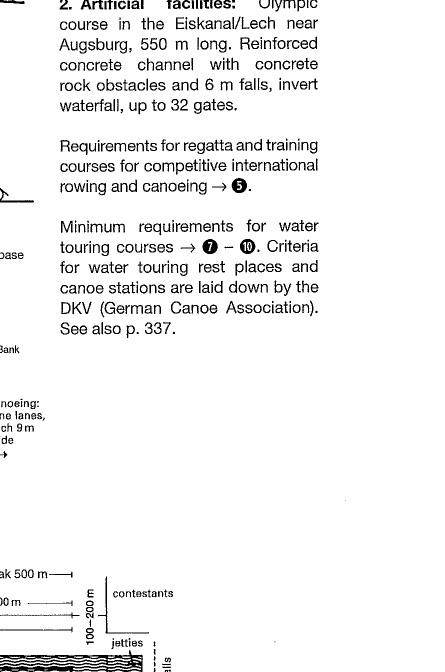 2. Artificial facilities: Olympic
course in the Eiskanal/Lech near
Augsburg, 550 m long. Reinforced
concrete channel with concrete
rock obstacles and 6 m falls, invert
waterfall, up to 32 gates.
Requirements for regatta and training
courses for competitive international
rowing and canoeing → ❺.
Minimum requirements for water
touring courses → ❼ – ❿. Criteria
for water touring rest places and
canoe stations are laid down by the
DKV (German Canoe Association).
See also p. 337.
base
Bank
noeing:
ne lanes,
ch 9 m
de
→
ak 500 m
00 m
100–200 m
contestants
jetties